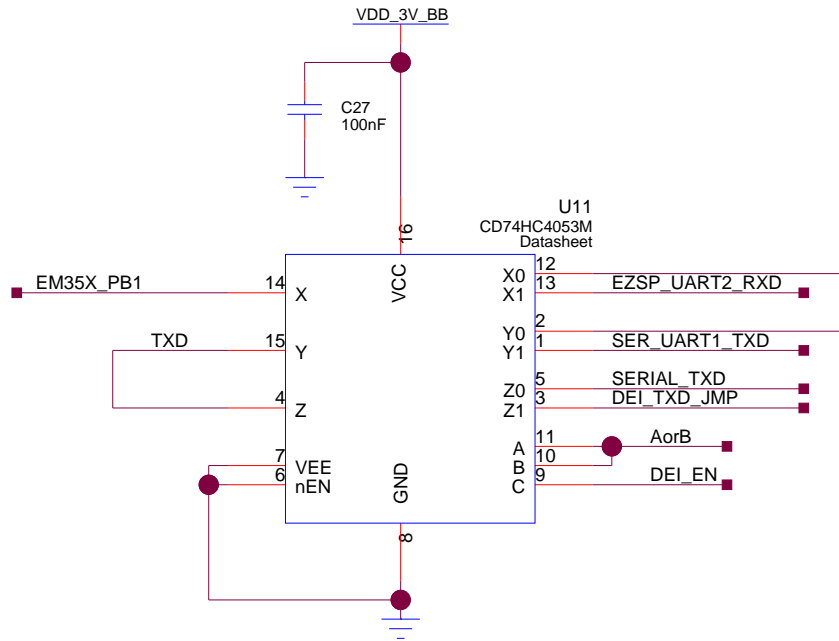 VDD_3V_BB
C27
100nF
U11
CD74HC4053M
Datasheet
16
VCC
EM35X_PB1
14
X
X0
12
X1
13
EZSP_UART2_RXD
Y0
2
TXD
15
Y
Y1
1
SER_UART1_TXD
Z0
5
SERIAL_TXD
4
Z
Z1
3
DEI_TXD_JMP
A
11
AorB
7
VEE
B
10
6
nEN
C
9
DEI_EN
GND
8